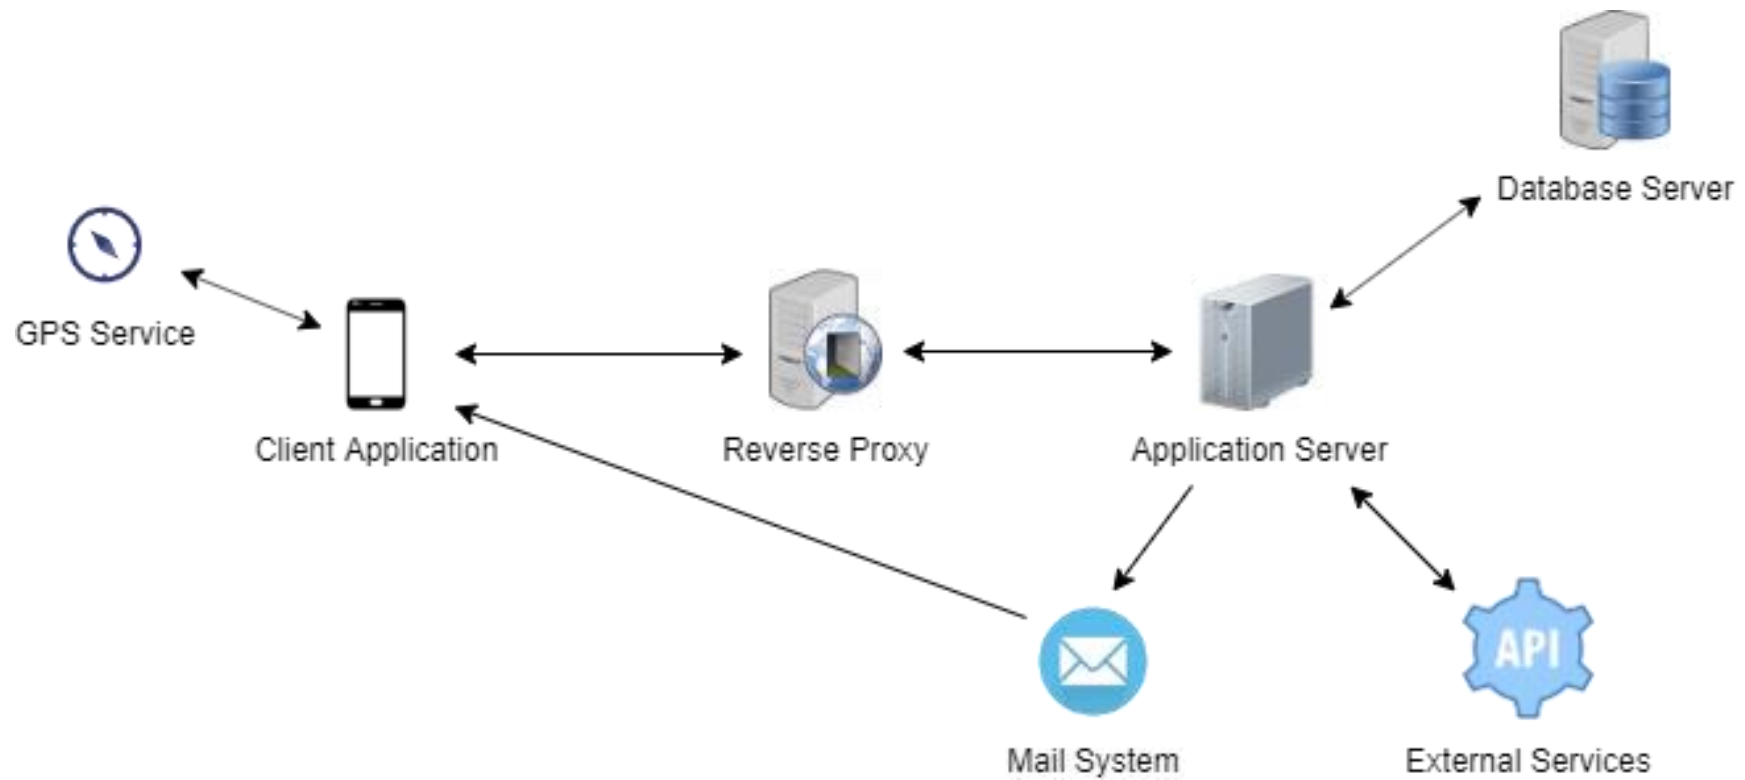 Database Server
GPS Service
Client Application
Reverse Proxy
Application Server
API
Mail System
External Services